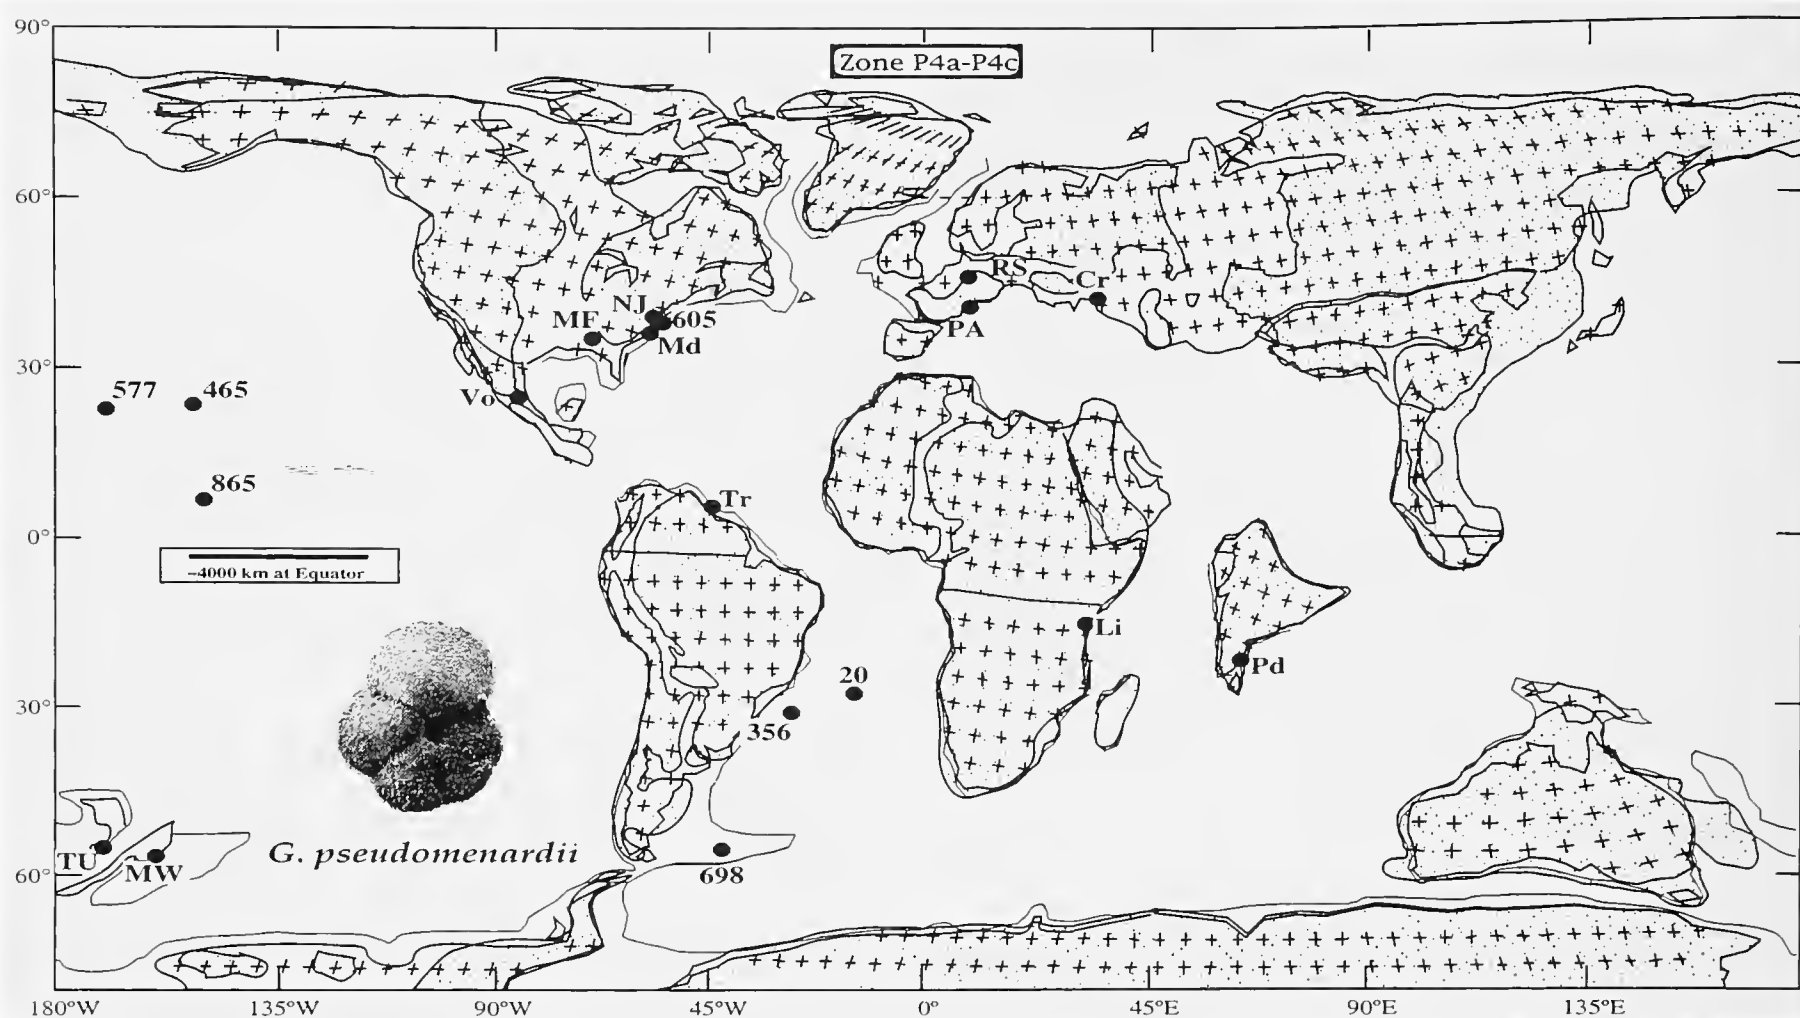 90°
Zone P4a-P4c
60°
RS
Cr
NJ
MF
605
PA
Md
30°
577
465
Vo
865
Tr
0°
~4000 km at Equator
Li
Pd
20
30°
356
TU
MW
G. pseudomenardii
698
60°
180°W
135°W
90°W
45°W
0°
45°E
90°E
135°E